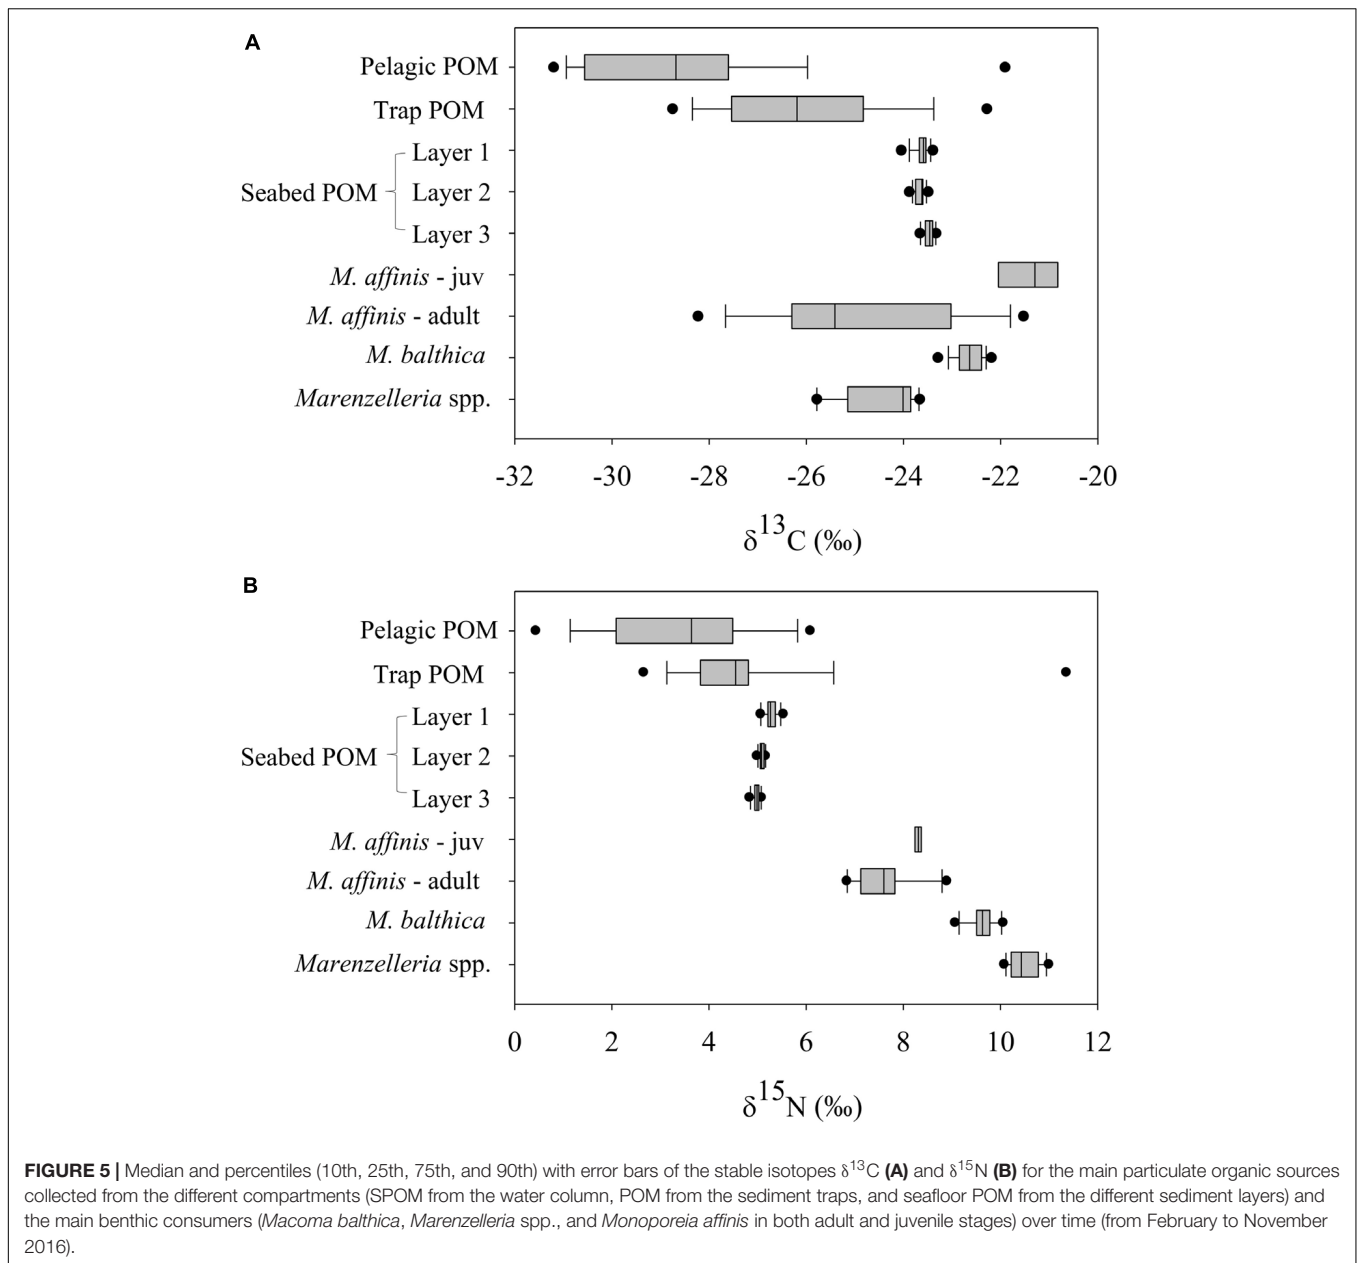 A
Pelagic POM
Trap POM
Layer 1
Seabed POM
Layer 2
Layer 3
M. affinis - juv
M. affinis - adult
M. balthica
Marenzelleria spp.
-32 -30 -28 -26 -24 -22 -20
δ13C (‰)
B
Pelagic POM
Trap POM
Layer 1
Seabed POM
Layer 2
Layer 3
M. affinis - juv
M. affinis - adult
M. balthica
Marenzelleria spp.
0 2 4 6 8 10 12
δ15N (‰)
FIGURE 5 | Median and percentiles (10th, 25th, 75th, and 90th) with error bars of the stable isotopes δ13C (A) and δ15N (B) for the main particulate organic sources
collected from the different compartments (SPOM from the water column, POM from the sediment traps, and seafloor POM from the different sediment layers) and
the main benthic consumers (Macoma balthica, Marenzelleria spp., and Monoporeia affinis in both adult and juvenile stages) over time (from February to November
2016).